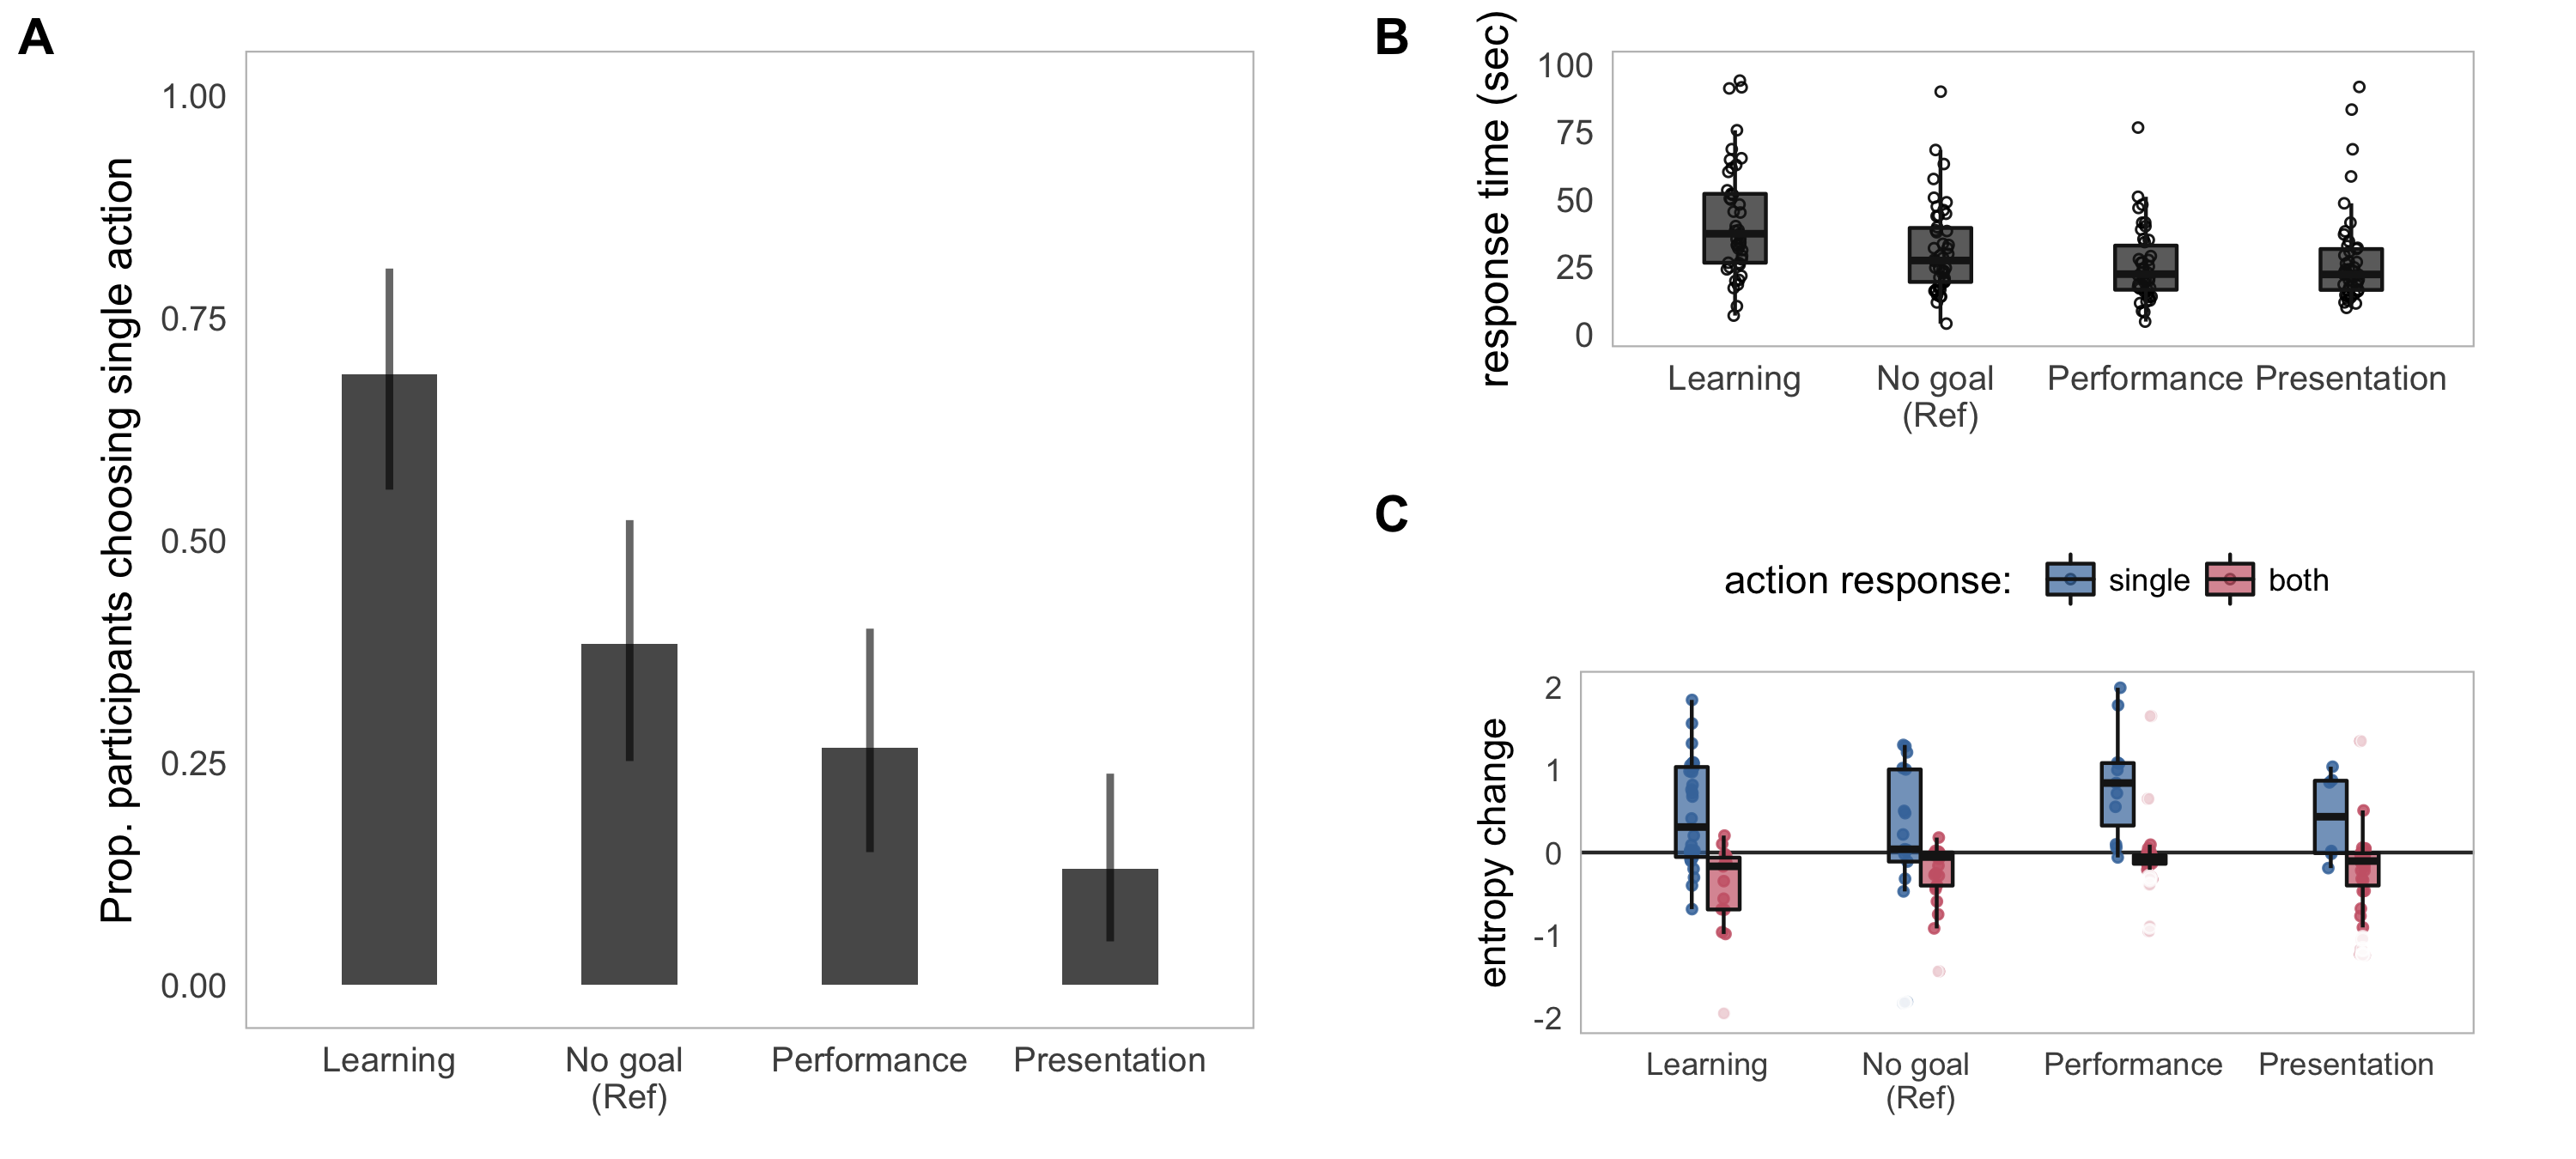 A
Prop. participants choosing single action
1.00
0.75
0.50
0.25
0.00
Learning
No goal
(Ref)
Performance
Presentation
B
response time (sec)
100
75
50
25
0
Learning
No goal
(Ref)
Performance
Presentation
C
action response:
single
both
entropy change
2
1
0
-1
-2
Learning
No goal
(Ref)
Performance
Presentation